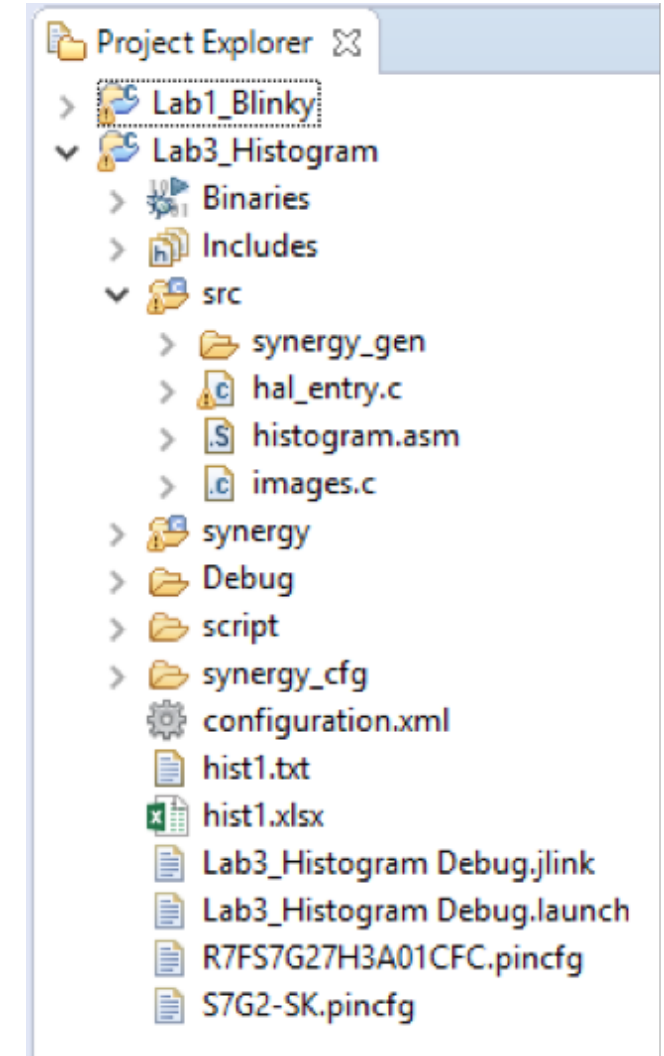 Project Explorer
Lab1_Blinky
Lab3_Histogram
Binaries
Includes
src
synergy_gen
hal_entry.c
histogram.asm
images.c
synergy
Debug
script
synergy_cfg
configuration.xml
hist1.txt
hist1.xlsx
Lab3_Histogram Debug.jlink
Lab3_Histogram Debug.launch
R7FS7G27H3A01CFC.pincfg
S7G2-SK.pincfg